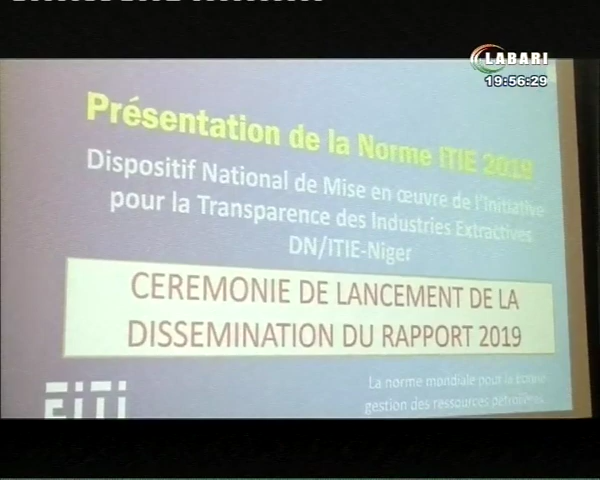 LABARI
19:56:29
Présentation de la Norme ITIE 2019
Dispositif National de Mise en œuvre de l'Initiative
pour la Transparence des Industries Extractives
DN/ITIE-Niger
CEREMONIE DE LANCEMENT DE LA
DISSEMINATION DU RAPPORT 2019
EITI
La norme mondiale pour la bonne
gestion des ressources pétrolières,